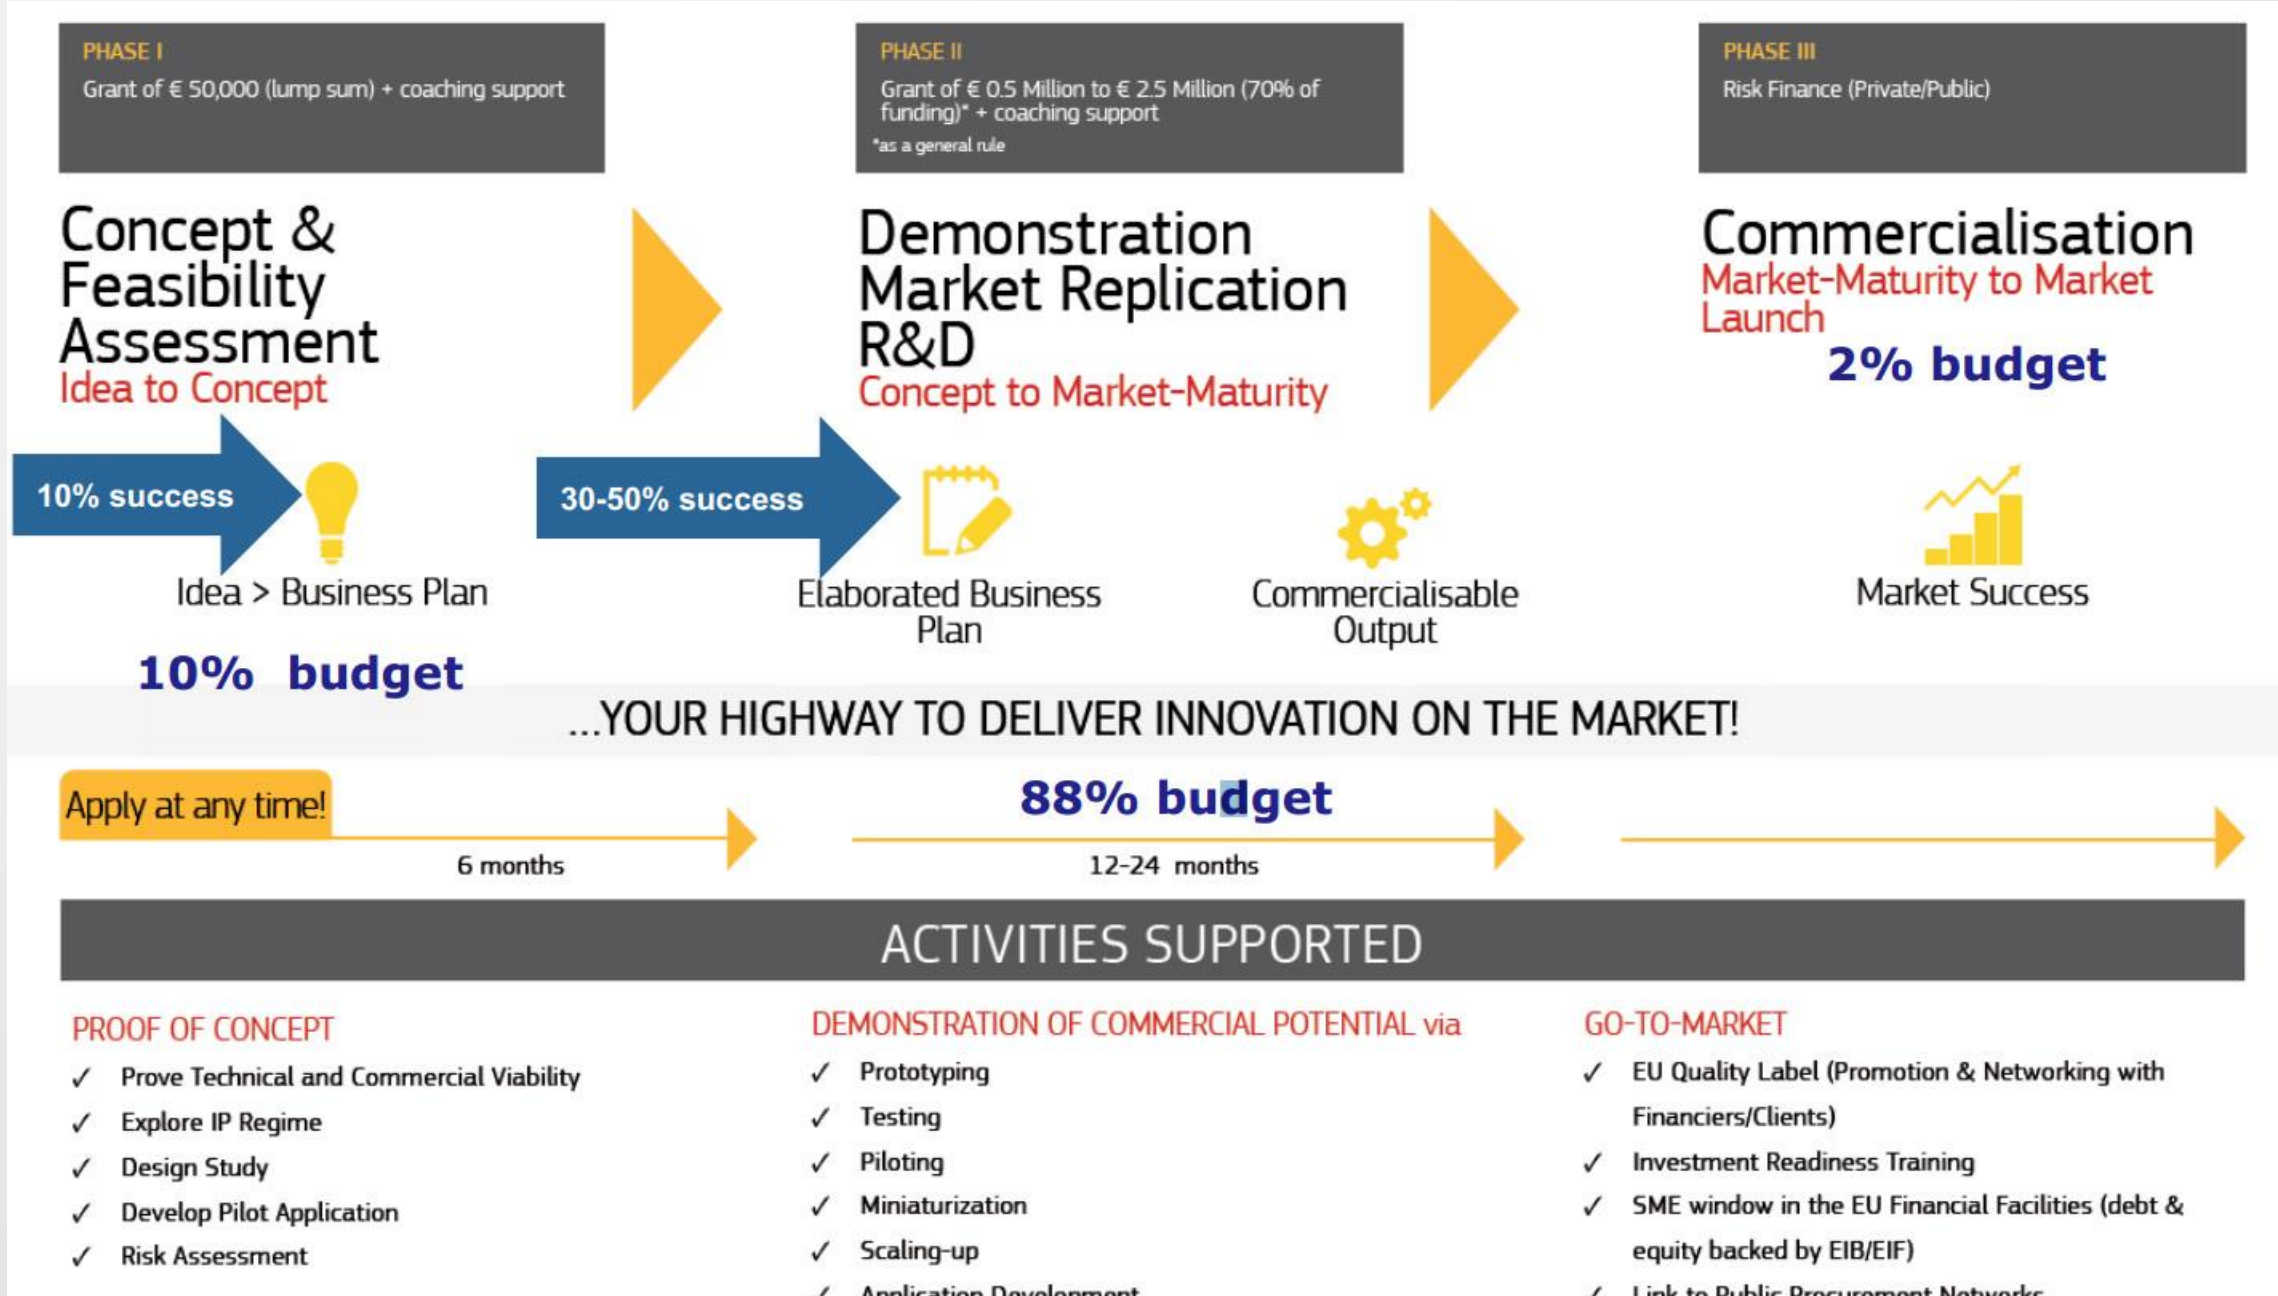 PHASE I
Grant of € 50,000 (lump sum) + coaching support
PHASE II
Grant of € 0.5 Million to € 2.5 Million (70% of
funding)* + coaching support
*as a general rule
PHASE III
Risk Finance (Private/Public)
Concept &
Feasibility
Assessment
Idea to Concept
Demonstration
Market Replication
R&D
Concept to Market-Maturity
Commercialisation
Market-Maturity to Market
Launch
2% budget
10% success
30-50% success
Idea > Business Plan
Elaborated Business
Plan
Commercialisable
Output
Market Success
10% budget
...YOUR HIGHWAY TO DELIVER INNOVATION ON THE MARKET!
Apply at any time!
88% budget
6 months
12-24 months
ACTIVITIES SUPPORTED
PROOF OF CONCEPT
✓ Prove Technical and Commercial Viability
✓ Explore IP Regime
✓ Design Study
✓ Develop Pilot Application
✓ Risk Assessment
DEMONSTRATION OF COMMERCIAL POTENTIAL via
✓ Prototyping
✓ Testing
✓ Piloting
✓ Miniaturization
✓ Scaling-up
✓ Application Development
GO-TO-MARKET
✓ EU Quality Label (Promotion & Networking with
Financiers/Clients)
✓ Investment Readiness Training
✓ SME window in the EU Financial Facilities (debt &
equity backed by EIB/EIF)
✓ Link to Public Procurement Networks